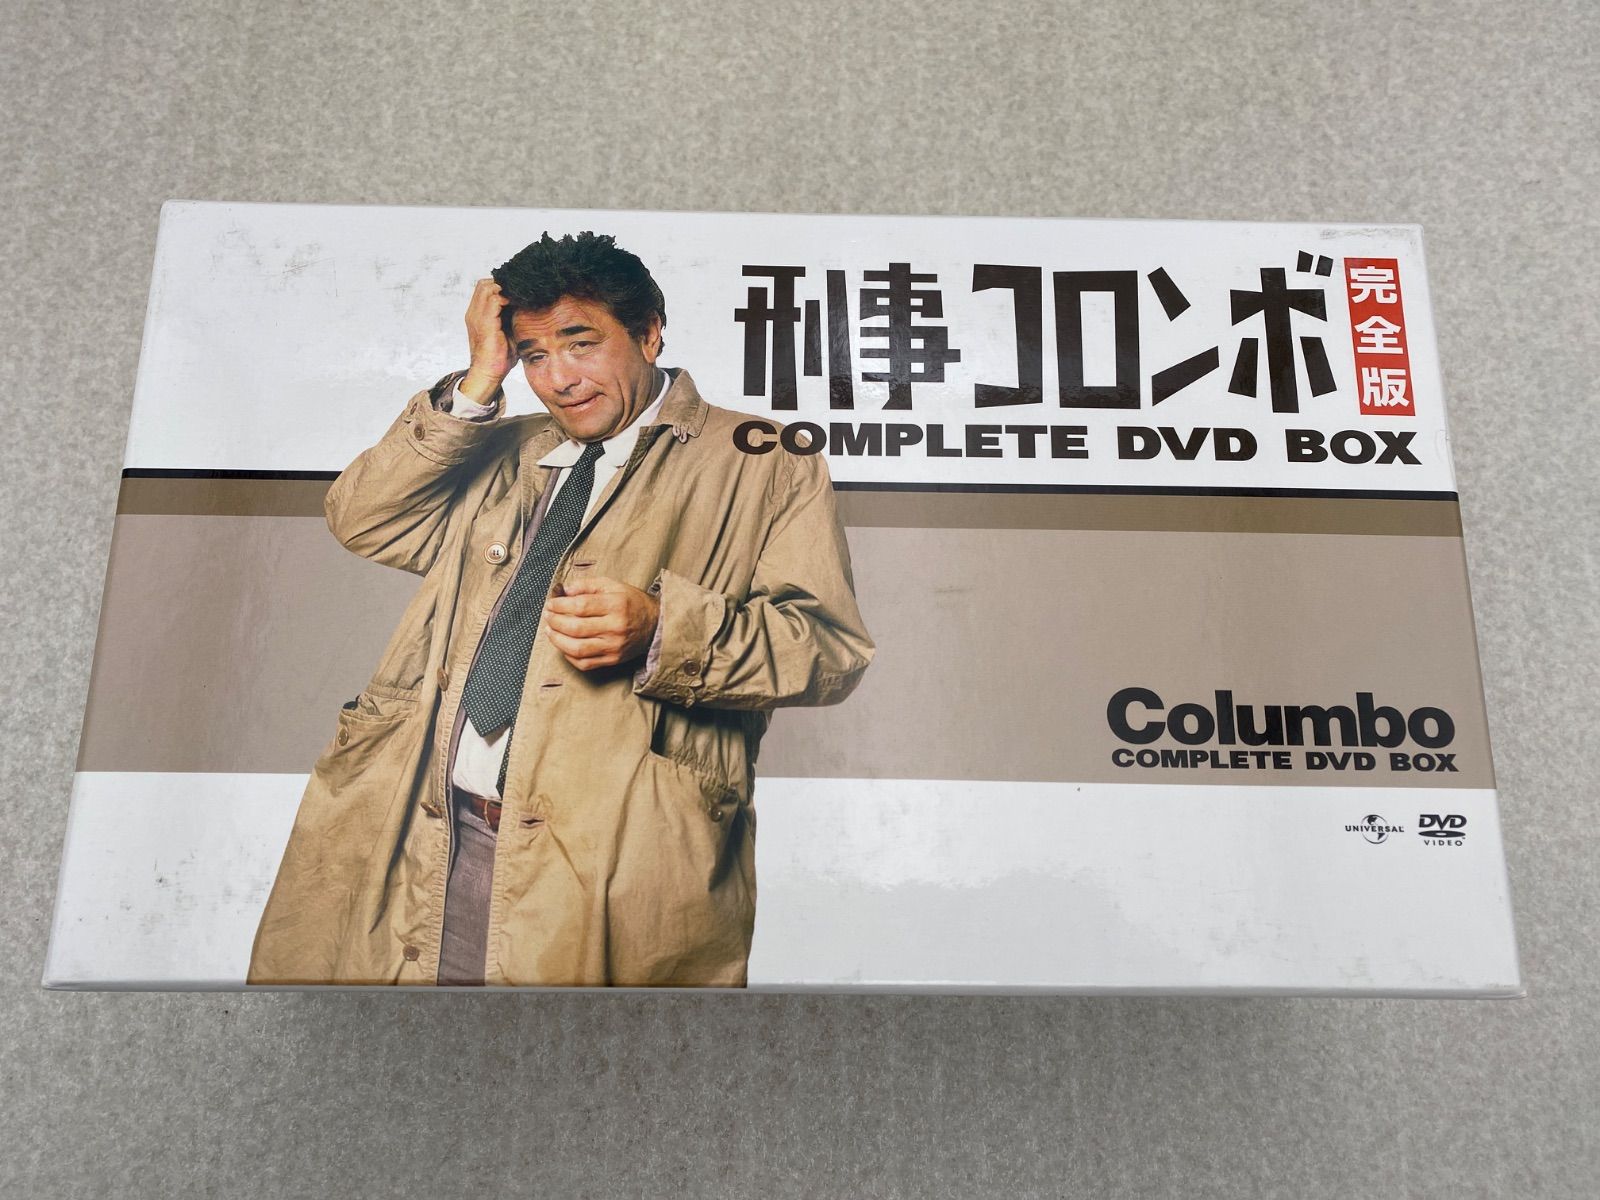 刑事コロンボ
完全版
COMPLETE DVD BOX
Columbo
COMPLETE DVD BOX
UNIVERSAL
DVD
VIDEO